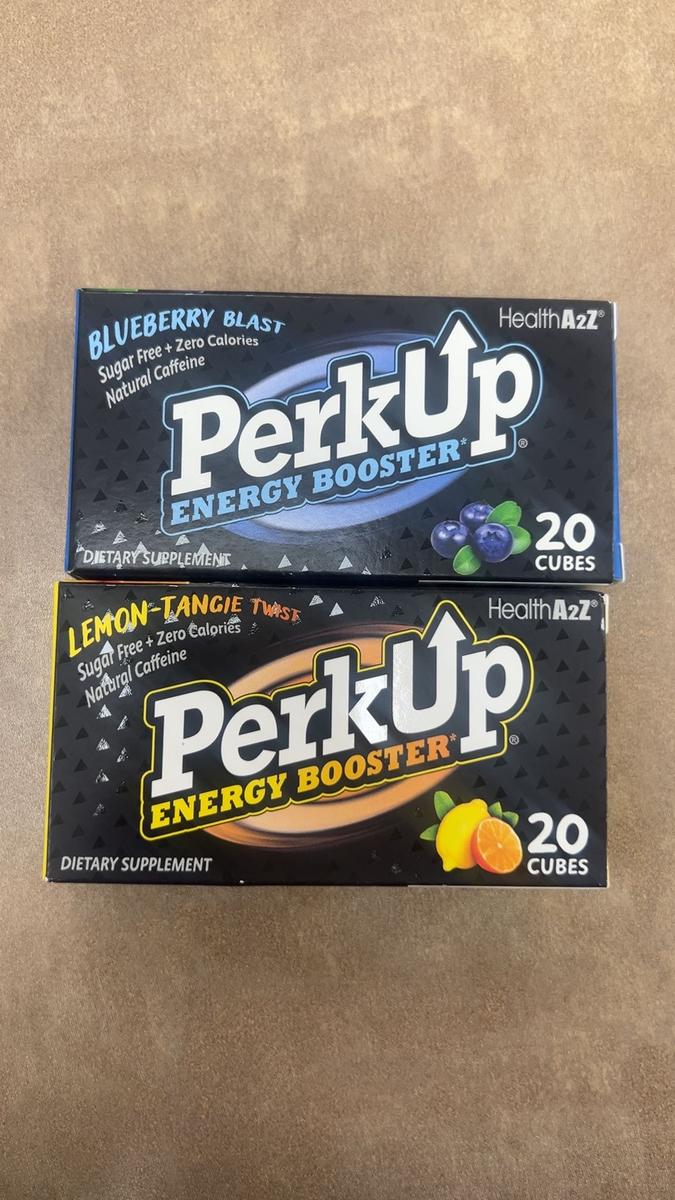 BLUEBERRY BLAST
Sugar Free + Zero Calories
Natural Caffeine
HealthA2Z®
PerkUp®
ENERGY BOOSTER*
DIETARY SUPPLEMENT
20
CUBES
LEMON-TANGIE TWIST
Sugar Free + Zero Calories
Natural Caffeine
HealthA2Z®
PerkUp®
ENERGY BOOSTER*
DIETARY SUPPLEMENT
20
CUBES